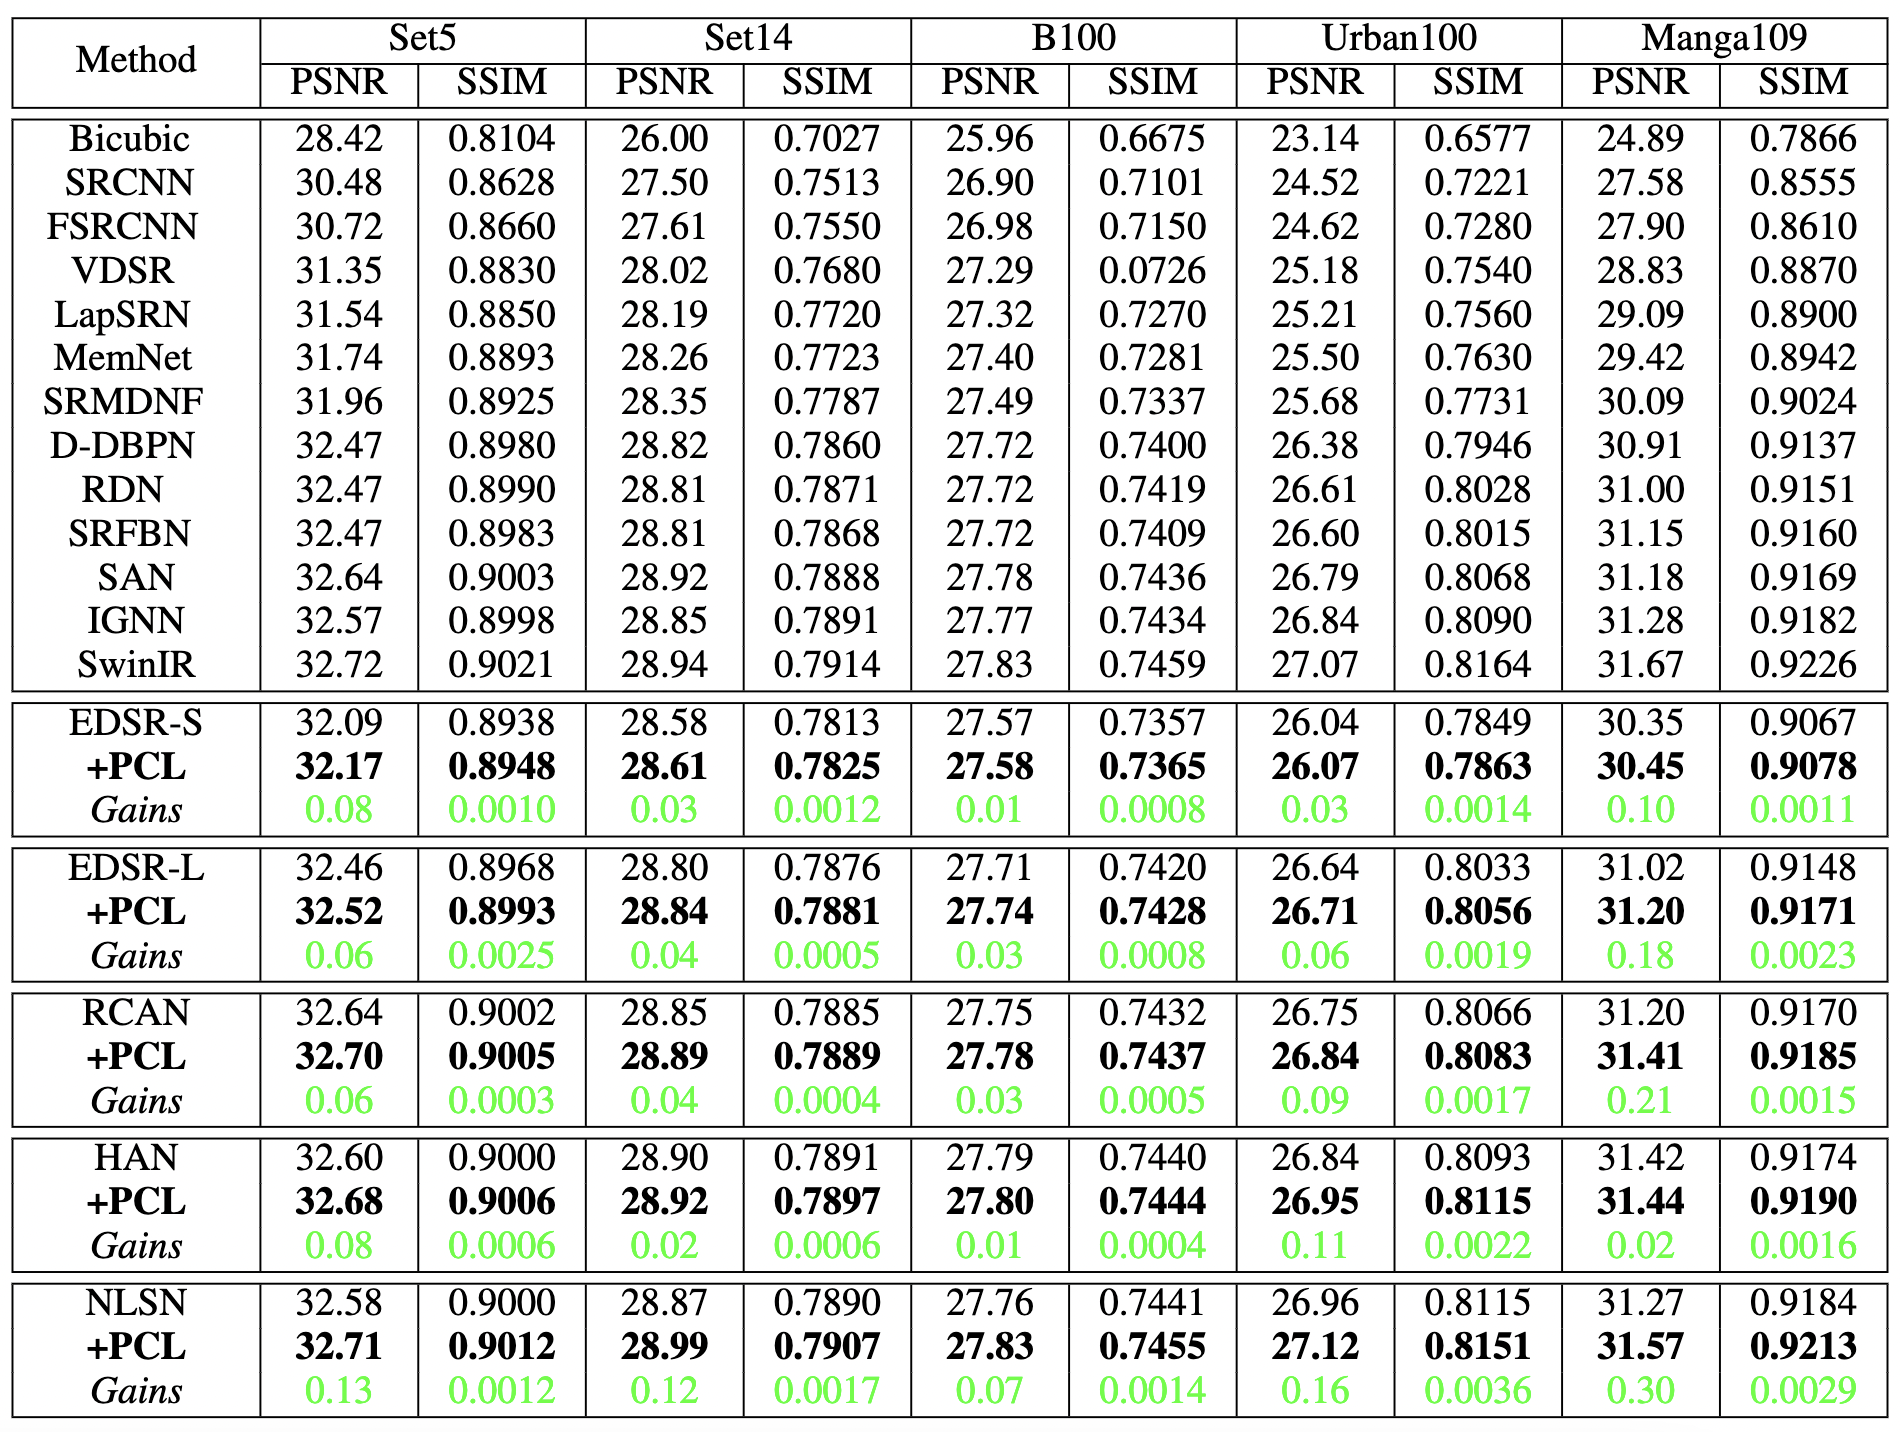 Method Set5 Set14 B100 Urban100 Manga109
PSNR SSIM PSNR SSIM PSNR SSIM PSNR SSIM PSNR SSIM
Bicubic 28.42 0.8104 26.00 0.7027 25.96 0.6675 23.14 0.6577 24.89 0.7866
SRCNN 30.48 0.8628 27.50 0.7513 26.90 0.7101 24.52 0.7221 27.58 0.8555
FSRCNN 30.72 0.8660 27.61 0.7550 26.98 0.7150 24.62 0.7280 27.90 0.8610
VDSR 31.35 0.8830 28.02 0.7680 27.29 0.0726 25.18 0.7540 28.83 0.8870
LapSRN 31.54 0.8850 28.19 0.7720 27.32 0.7270 25.21 0.7560 29.09 0.8900
MemNet 31.74 0.8893 28.26 0.7723 27.40 0.7281 25.50 0.7630 29.42 0.8942
SRMDNF 31.96 0.8925 28.35 0.7787 27.49 0.7337 25.68 0.7731 30.09 0.9024
D-DBPN 32.47 0.8980 28.82 0.7860 27.72 0.7400 26.38 0.7946 30.91 0.9137
RDN 32.47 0.8990 28.81 0.7871 27.72 0.7419 26.61 0.8028 31.00 0.9151
SRFBN 32.47 0.8983 28.81 0.7868 27.72 0.7409 26.60 0.8015 31.15 0.9160
SAN 32.64 0.9003 28.92 0.7888 27.78 0.7436 26.79 0.8068 31.18 0.9169
IGNN 32.57 0.8998 28.85 0.7891 27.77 0.7434 26.84 0.8090 31.28 0.9182
SwinIR 32.72 0.9021 28.94 0.7914 27.83 0.7459 27.07 0.8164 31.67 0.9226
EDSR-S 32.09 0.8938 28.58 0.7813 27.57 0.7357 26.04 0.7849 30.35 0.9067
+PCL 32.17 0.8948 28.61 0.7825 27.58 0.7365 26.07 0.7863 30.45 0.9078
Gains 0.08 0.0010 0.03 0.0012 0.01 0.0008 0.03 0.0014 0.10 0.0011
EDSR-L 32.46 0.8968 28.80 0.7876 27.71 0.7420 26.64 0.8033 31.02 0.9148
+PCL 32.52 0.8993 28.84 0.7881 27.74 0.7428 26.71 0.8056 31.20 0.9171
Gains 0.06 0.0025 0.04 0.0005 0.03 0.0008 0.06 0.0019 0.18 0.0023
RCAN 32.64 0.9002 28.85 0.7885 27.75 0.7432 26.75 0.8066 31.20 0.9170
+PCL 32.70 0.9005 28.89 0.7889 27.78 0.7437 26.84 0.8083 31.41 0.9185
Gains 0.06 0.0003 0.04 0.0004 0.03 0.0005 0.09 0.0017 0.21 0.0015
HAN 32.60 0.9000 28.90 0.7891 27.79 0.7440 26.84 0.8093 31.42 0.9174
+PCL 32.68 0.9006 28.92 0.7897 27.80 0.7444 26.95 0.8115 31.44 0.9190
Gains 0.08 0.0006 0.02 0.0006 0.01 0.0004 0.11 0.0022 0.02 0.0016
NLSN 32.58 0.9000 28.87 0.7890 27.76 0.7441 26.96 0.8115 31.27 0.9184
+PCL 32.71 0.9012 28.99 0.7907 27.83 0.7455 27.12 0.8151 31.57 0.9213
Gains 0.13 0.0012 0.12 0.0017 0.07 0.0014 0.16 0.0036 0.30 0.0029